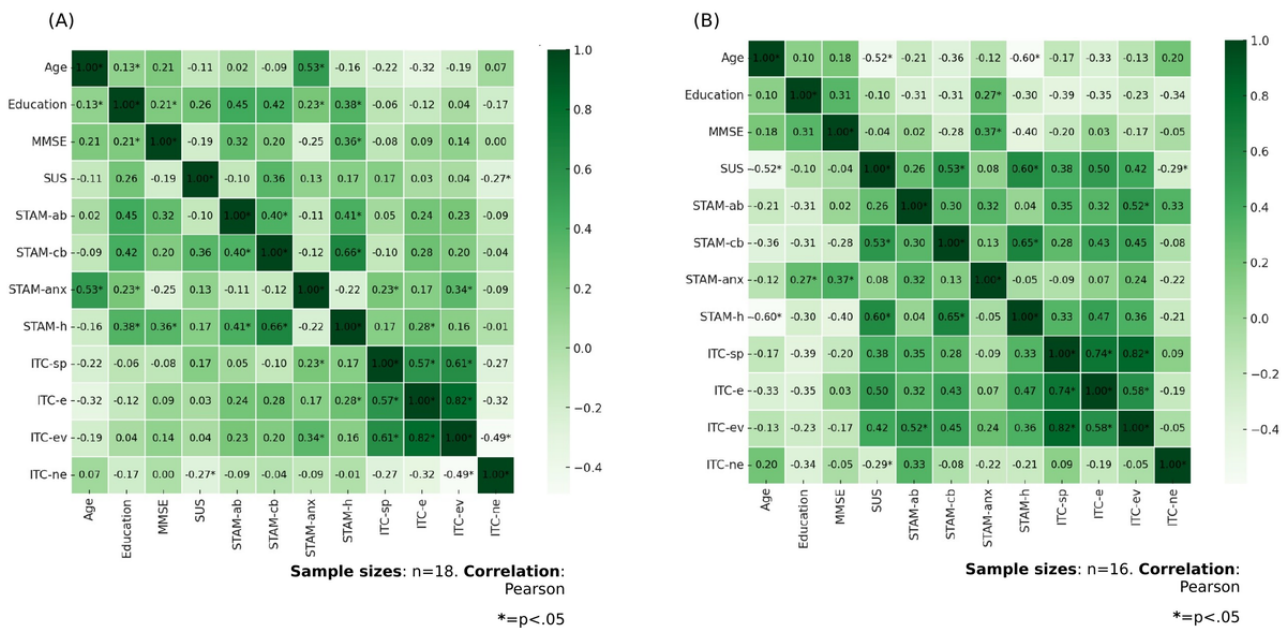 (A)
1.0
Age 1.00* 0.13* 0.21 -0.11 0.02 -0.09 0.53* -0.16 -0.22 -0.32 -0.19 0.07
Education -0.13* 1.00* 0.21* 0.26 0.45 0.42 0.23* 0.38* -0.06 -0.12 0.04 -0.17
0.8
MMSE 0.21 0.21* 1.00* -0.19 0.32 0.20 -0.25 0.36* -0.08 0.09 0.14 0.00
0.6
SUS -0.11 0.26 -0.19 1.00* -0.10 0.36 0.13 0.17 0.17 0.03 0.04 -0.27*
STAM-ab 0.02 0.45 0.32 -0.10 1.00* 0.40* -0.11 0.41* 0.05 0.24 0.23 -0.09
0.4
STAM-cb -0.09 0.42 0.20 0.36 0.40* 1.00* -0.12 0.66* -0.10 0.28 0.20 -0.04
STAM-anx 0.53* 0.23* -0.25 0.13 -0.11 -0.12 1.00* -0.22 0.23* 0.17 0.34* -0.09
0.2
STAM-h -0.16 0.38* 0.36* 0.17 0.41* 0.66* -0.22 1.00* 0.17 0.28* 0.16 -0.01
0.0
ITC-sp -0.22 -0.06 -0.08 0.17 0.05 -0.10 0.23* 0.17 1.00* 0.57* 0.61* -0.27
ITC-e -0.32 -0.12 0.09 0.03 0.24 0.28 0.17 0.28* 0.57* 1.00* 0.82* -0.32
-0.2
ITC-ev -0.19 0.04 0.14 0.04 0.23 0.20 0.34* 0.16 0.61* 0.82* 1.00* -0.49*
-0.4
ITC-ne 0.07 -0.17 0.00 -0.27* -0.09 -0.04 -0.09 -0.01 -0.27 -0.32 -0.49* 1.00*
Age Education MMSE SUS STAM-ab STAM-cb STAM-anx STAM-h ITC-sp ITC-e ITC-ev ITC-ne
Sample sizes: n=18. Correlation:
Pearson
*=p<.05
(B)
1.0
Age 1.00* 0.10 0.18 -0.52* -0.21 -0.36 -0.12 -0.60* -0.17 -0.33 -0.13 0.20
Education 0.10 1.00* 0.31 -0.10 -0.31 -0.31 0.27* -0.30 -0.39 -0.35 -0.23 -0.34
0.8
MMSE 0.18 0.31 1.00* -0.04 0.02 -0.28 0.37* -0.40 -0.20 0.03 -0.17 -0.05
0.6
SUS -0.52* -0.10 -0.04 1.00* 0.26 0.53* 0.08 0.60* 0.38 0.50 0.42 -0.29*
STAM-ab -0.21 -0.31 0.02 0.26 1.00* 0.30 0.32 0.04 0.35 0.32 0.52* 0.33
0.4
STAM-cb -0.36 -0.31 -0.28 0.53* 0.30 1.00* 0.13 0.65* 0.28 0.43 0.45 -0.08
0.2
STAM-anx -0.12 0.27* 0.37* 0.08 0.32 0.13 1.00* -0.05 -0.09 0.07 0.24 -0.22
STAM-h -0.60* -0.30 -0.40 0.60* 0.04 0.65* -0.05 1.00* 0.33 0.47 0.36 -0.21
0.0
ITC-sp -0.17 -0.39 -0.20 0.38 0.35 0.28 -0.09 0.33 1.00* 0.74* 0.82* 0.09
-0.2
ITC-e -0.33 -0.35 0.03 0.50 0.32 0.43 0.07 0.47 0.74* 1.00* 0.58* -0.19
ITC-ev -0.13 -0.23 -0.17 0.42 0.52* 0.45 0.24 0.36 0.82* 0.58* 1.00* -0.05
-0.4
ITC-ne 0.20 -0.34 -0.05 -0.29* 0.33 -0.08 -0.22 -0.21 0.09 -0.19 -0.05 1.00*
Age Education MMSE SUS STAM-ab STAM-cb STAM-anx STAM-h ITC-sp ITC-e ITC-ev ITC-ne
Sample sizes: n=16. Correlation:
Pearson
*=p<.05